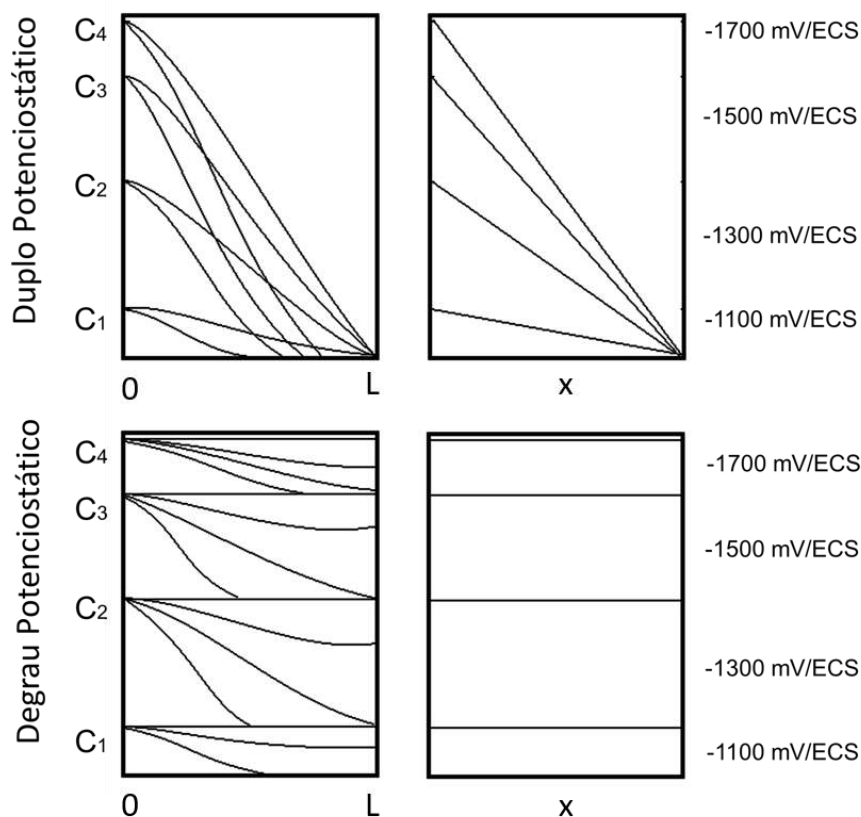 Duplo Potenciostático
C4
C3
C2
C1
0
L
x
-1700 mV/ECS
-1500 mV/ECS
-1300 mV/ECS
-1100 mV/ECS
Degrau Potenciostático
C4
C3
C2
C1
0
L
x
-1700 mV/ECS
-1500 mV/ECS
-1300 mV/ECS
-1100 mV/ECS